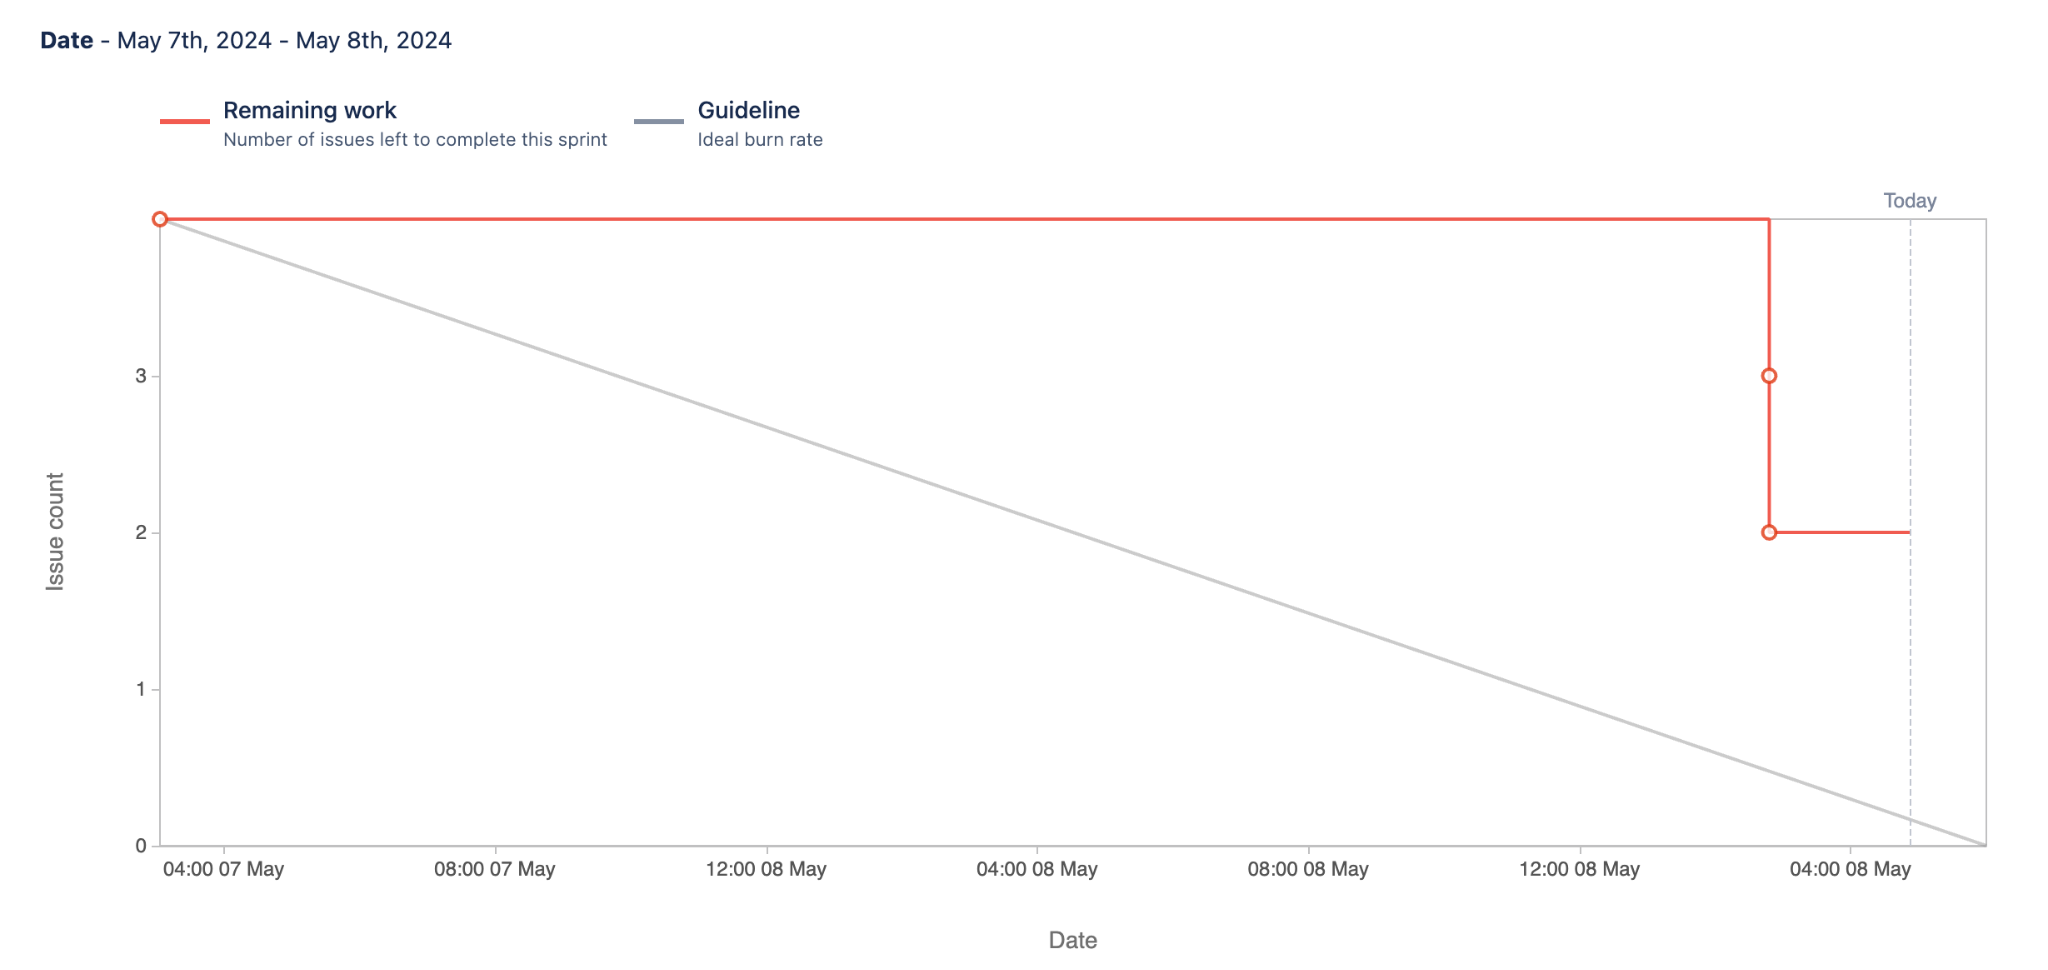 Date - May 7th, 2024 - May 8th, 2024
Remaining work
Number of issues left to complete this sprint
Guideline
Ideal burn rate
Today
3
2
1
0
Issue count
04:00 07 May
08:00 07 May
12:00 08 May
04:00 08 May
08:00 08 May
12:00 08 May
04:00 08 May
Date